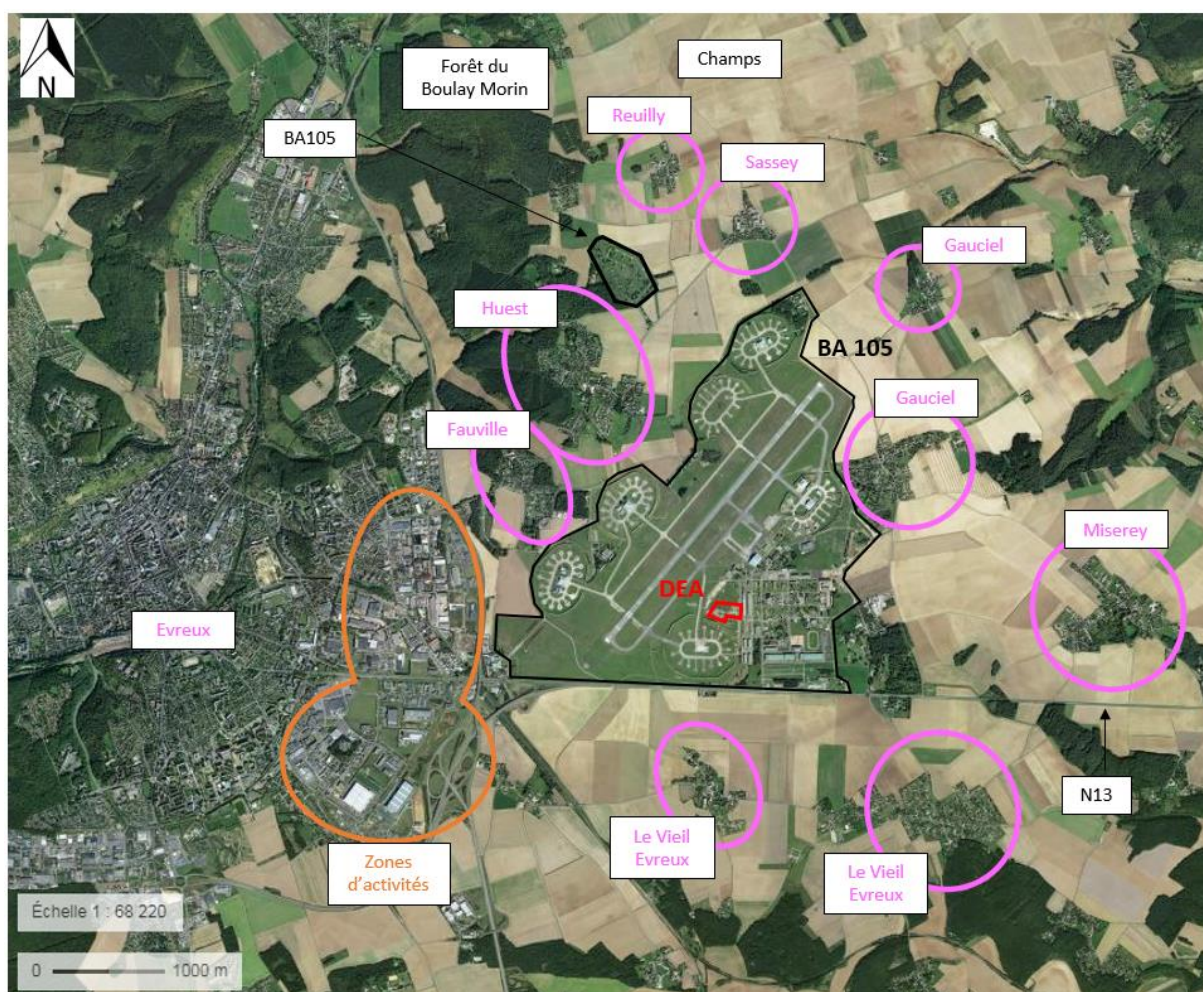 N
Forêt du
Boulay Morin
Champs
BA105
Reuilly
Sassey
Gauciel
Huest
BA 105
Gauciel
Fauville
Miserey
DEA
Evreux
N13
Le Vieil
Evreux
Le Vieil
Evreux
Zones
d'activités
Échelle 1 : 68 220
0 1000 m